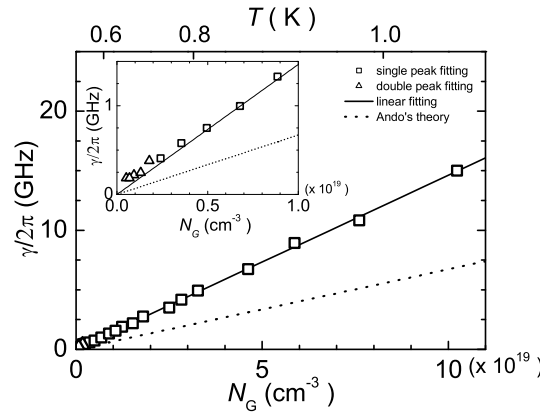 T ( K )
0.6 0.8 1.0
γ/2π (GHz)
20
10
0
γ/2π (GHz)
1
0
0.0 0.5 1.0
(× 10¹⁹)
N_G (cm⁻³)
single peak fitting
double peak fitting
linear fitting
Ando's theory
0 5 10 (× 10¹⁹)
N_G (cm⁻³)